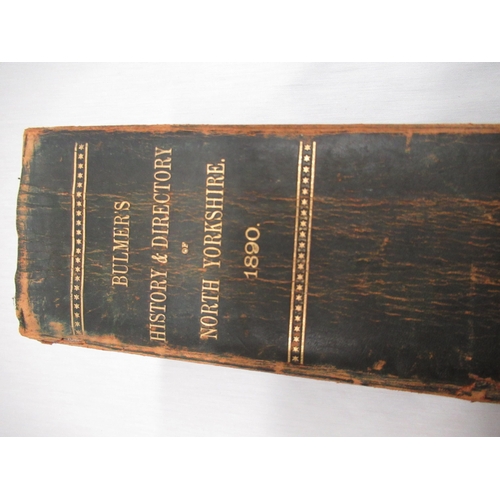 BULMER'S
HISTORY & DIRECTORY
OF
NORTH YORKSHIRE.
1890.